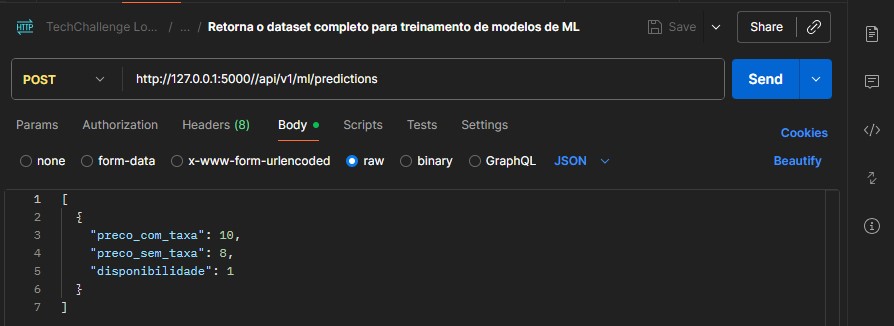 HTTP TechChallenge Lo... / ... / Retorna o dataset completo para treinamento de modelos de ML Save Share
POST http://127.0.0.1:5000//api/v1/ml/predictions Send
Params Authorization Headers (8) Body Scripts Tests Settings Cookies
none form-data x-www-form-urlencoded raw binary GraphQL JSON Beautify
1 [
2 {
3 "preco_com_taxa": 10,
4 "preco_sem_taxa": 8,
5 "disponibilidade": 1
6 }
7 ]